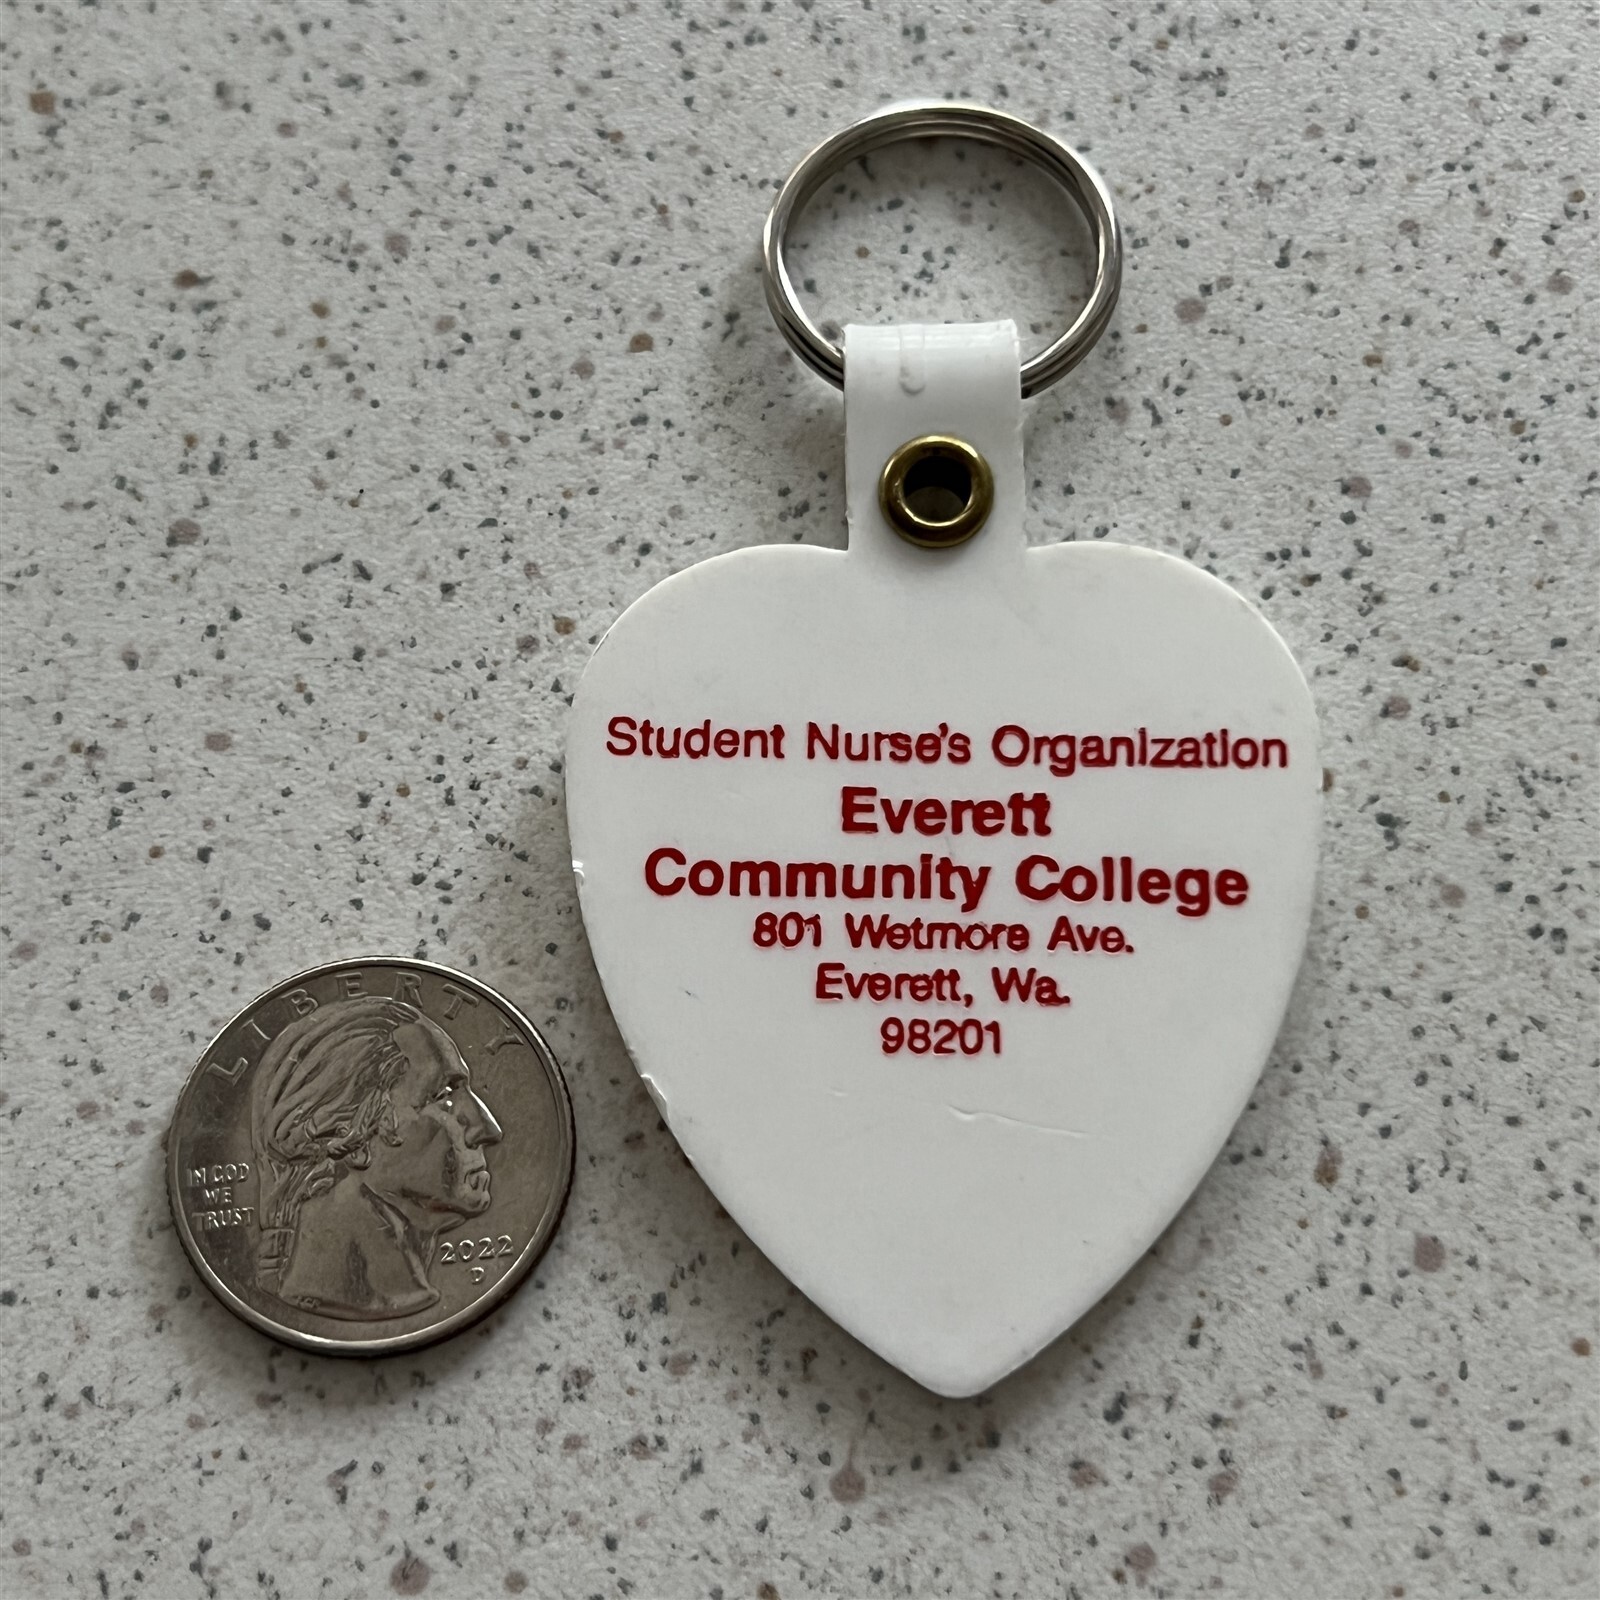 Student Nurse's Organization
Everett
Community College
801 Wetmore Ave.
Everett, Wa.
98201
LIBERTY
IN GOD
WE
TRUST
2022
D